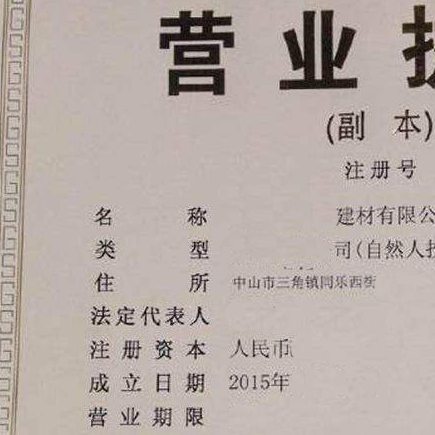 营 业
(副 本)
注册号
名 称 建材有限公
类 型 司(自然人
住 所 中山市三角镇同乐西街
法定代表人
注册资本 人民币
成立日期 2015年
营业期限